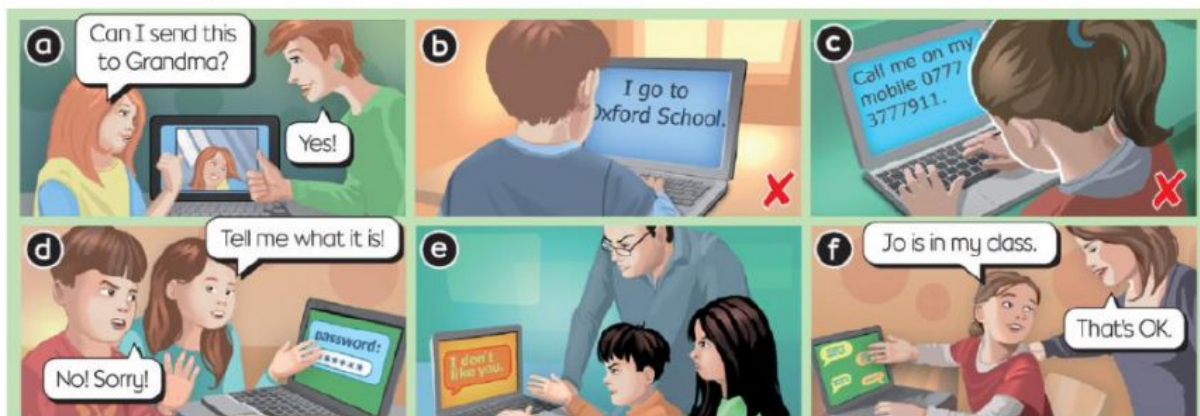 a
Can I send this
to Grandma?
Yes!
b
I go to
Oxford School.
c
Call me on my
mobile 0777
3777911.
d
Tell me what it is!
No! Sorry!
password:
******
e
I don't
like you.
f
Jo is in my class.
That's OK.